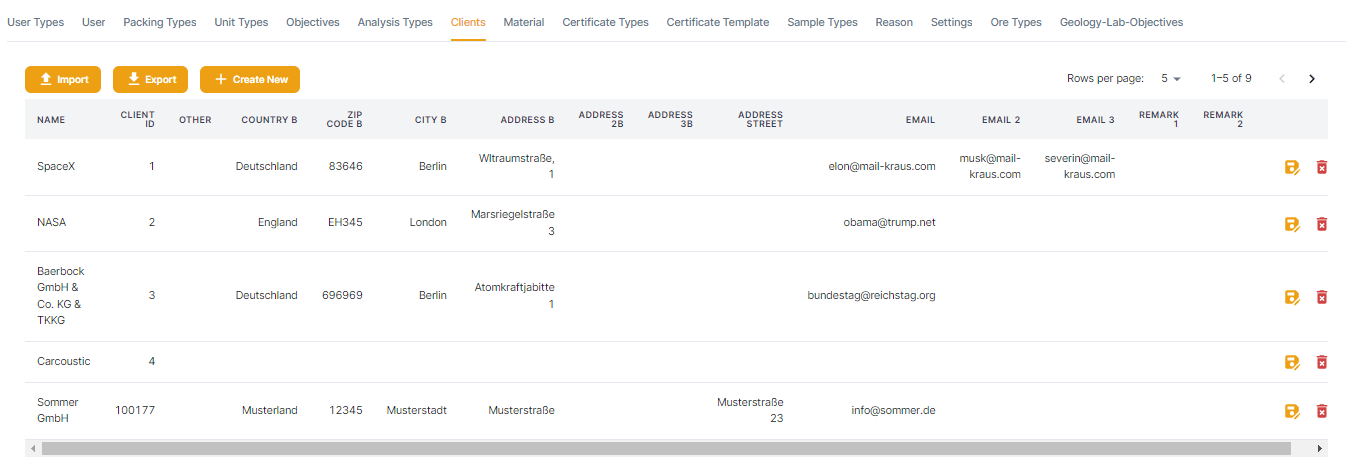 User Types User Packing Types Unit Types Objectives Analysis Types Clients Material Certificate Types Certificate Template Sample Types Reason Settings Ore Types Geology-Lab-Objectives
Import Export Create New Rows per page: 5 1–5 of 9
NAME CLIENT ID OTHER COUNTRY B ZIP CODE B CITY B ADDRESS B ADDRESS 2B ADDRESS 3B ADDRESS STREET EMAIL EMAIL 2 EMAIL 3 REMARK 1 REMARK 2
SpaceX 1 Deutschland 83646 Berlin Wltraumstraße, 1 elon@mail-kraus.com musk@mail-kraus.com severin@mail-kraus.com
NASA 2 England EH345 London Marsriegelstraße 3 obama@trump.net
Baerbock GmbH & Co. KG & TKKG 3 Deutschland 696969 Berlin Atomkraftjabitte 1 bundestag@reichstag.org
Carcoustic 4
Sommer GmbH 100177 Musterland 12345 Musterstadt Musterstraße Musterstraße 23 info@sommer.de